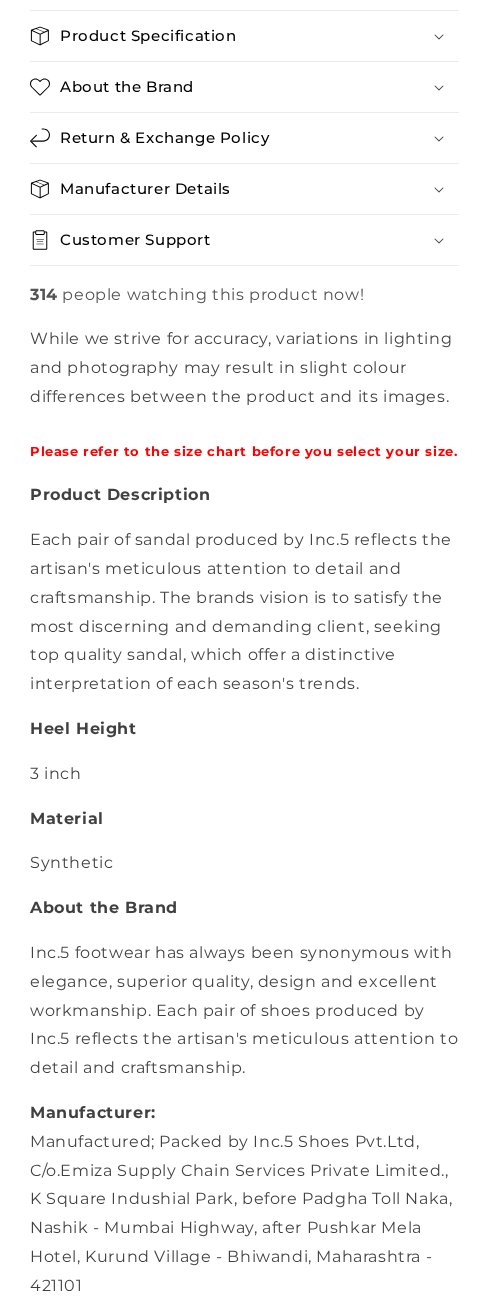 Product Specification
About the Brand
Return & Exchange Policy
Manufacturer Details
Customer Support
314 people watching this product now!
While we strive for accuracy, variations in lighting
and photography may result in slight colour
differences between the product and its images.
Please refer to the size chart before you select your size.
Product Description
Each pair of sandal produced by Inc.5 reflects the
artisan's meticulous attention to detail and
craftsmanship. The brands vision is to satisfy the
most discerning and demanding client, seeking
top quality sandal, which offer a distinctive
interpretation of each season's trends.
Heel Height
3 inch
Material
Synthetic
About the Brand
Inc.5 footwear has always been synonymous with
elegance, superior quality, design and excellent
workmanship. Each pair of shoes produced by
Inc.5 reflects the artisan's meticulous attention to
detail and craftsmanship.
Manufacturer:
Manufactured; Packed by Inc.5 Shoes Pvt.Ltd,
C/o.Emiza Supply Chain Services Private Limited.,
K Square Indushial Park, before Padgha Toll Naka,
Nashik - Mumbai Highway, after Pushkar Mela
Hotel, Kurund Village - Bhiwandi, Maharashtra -
421101